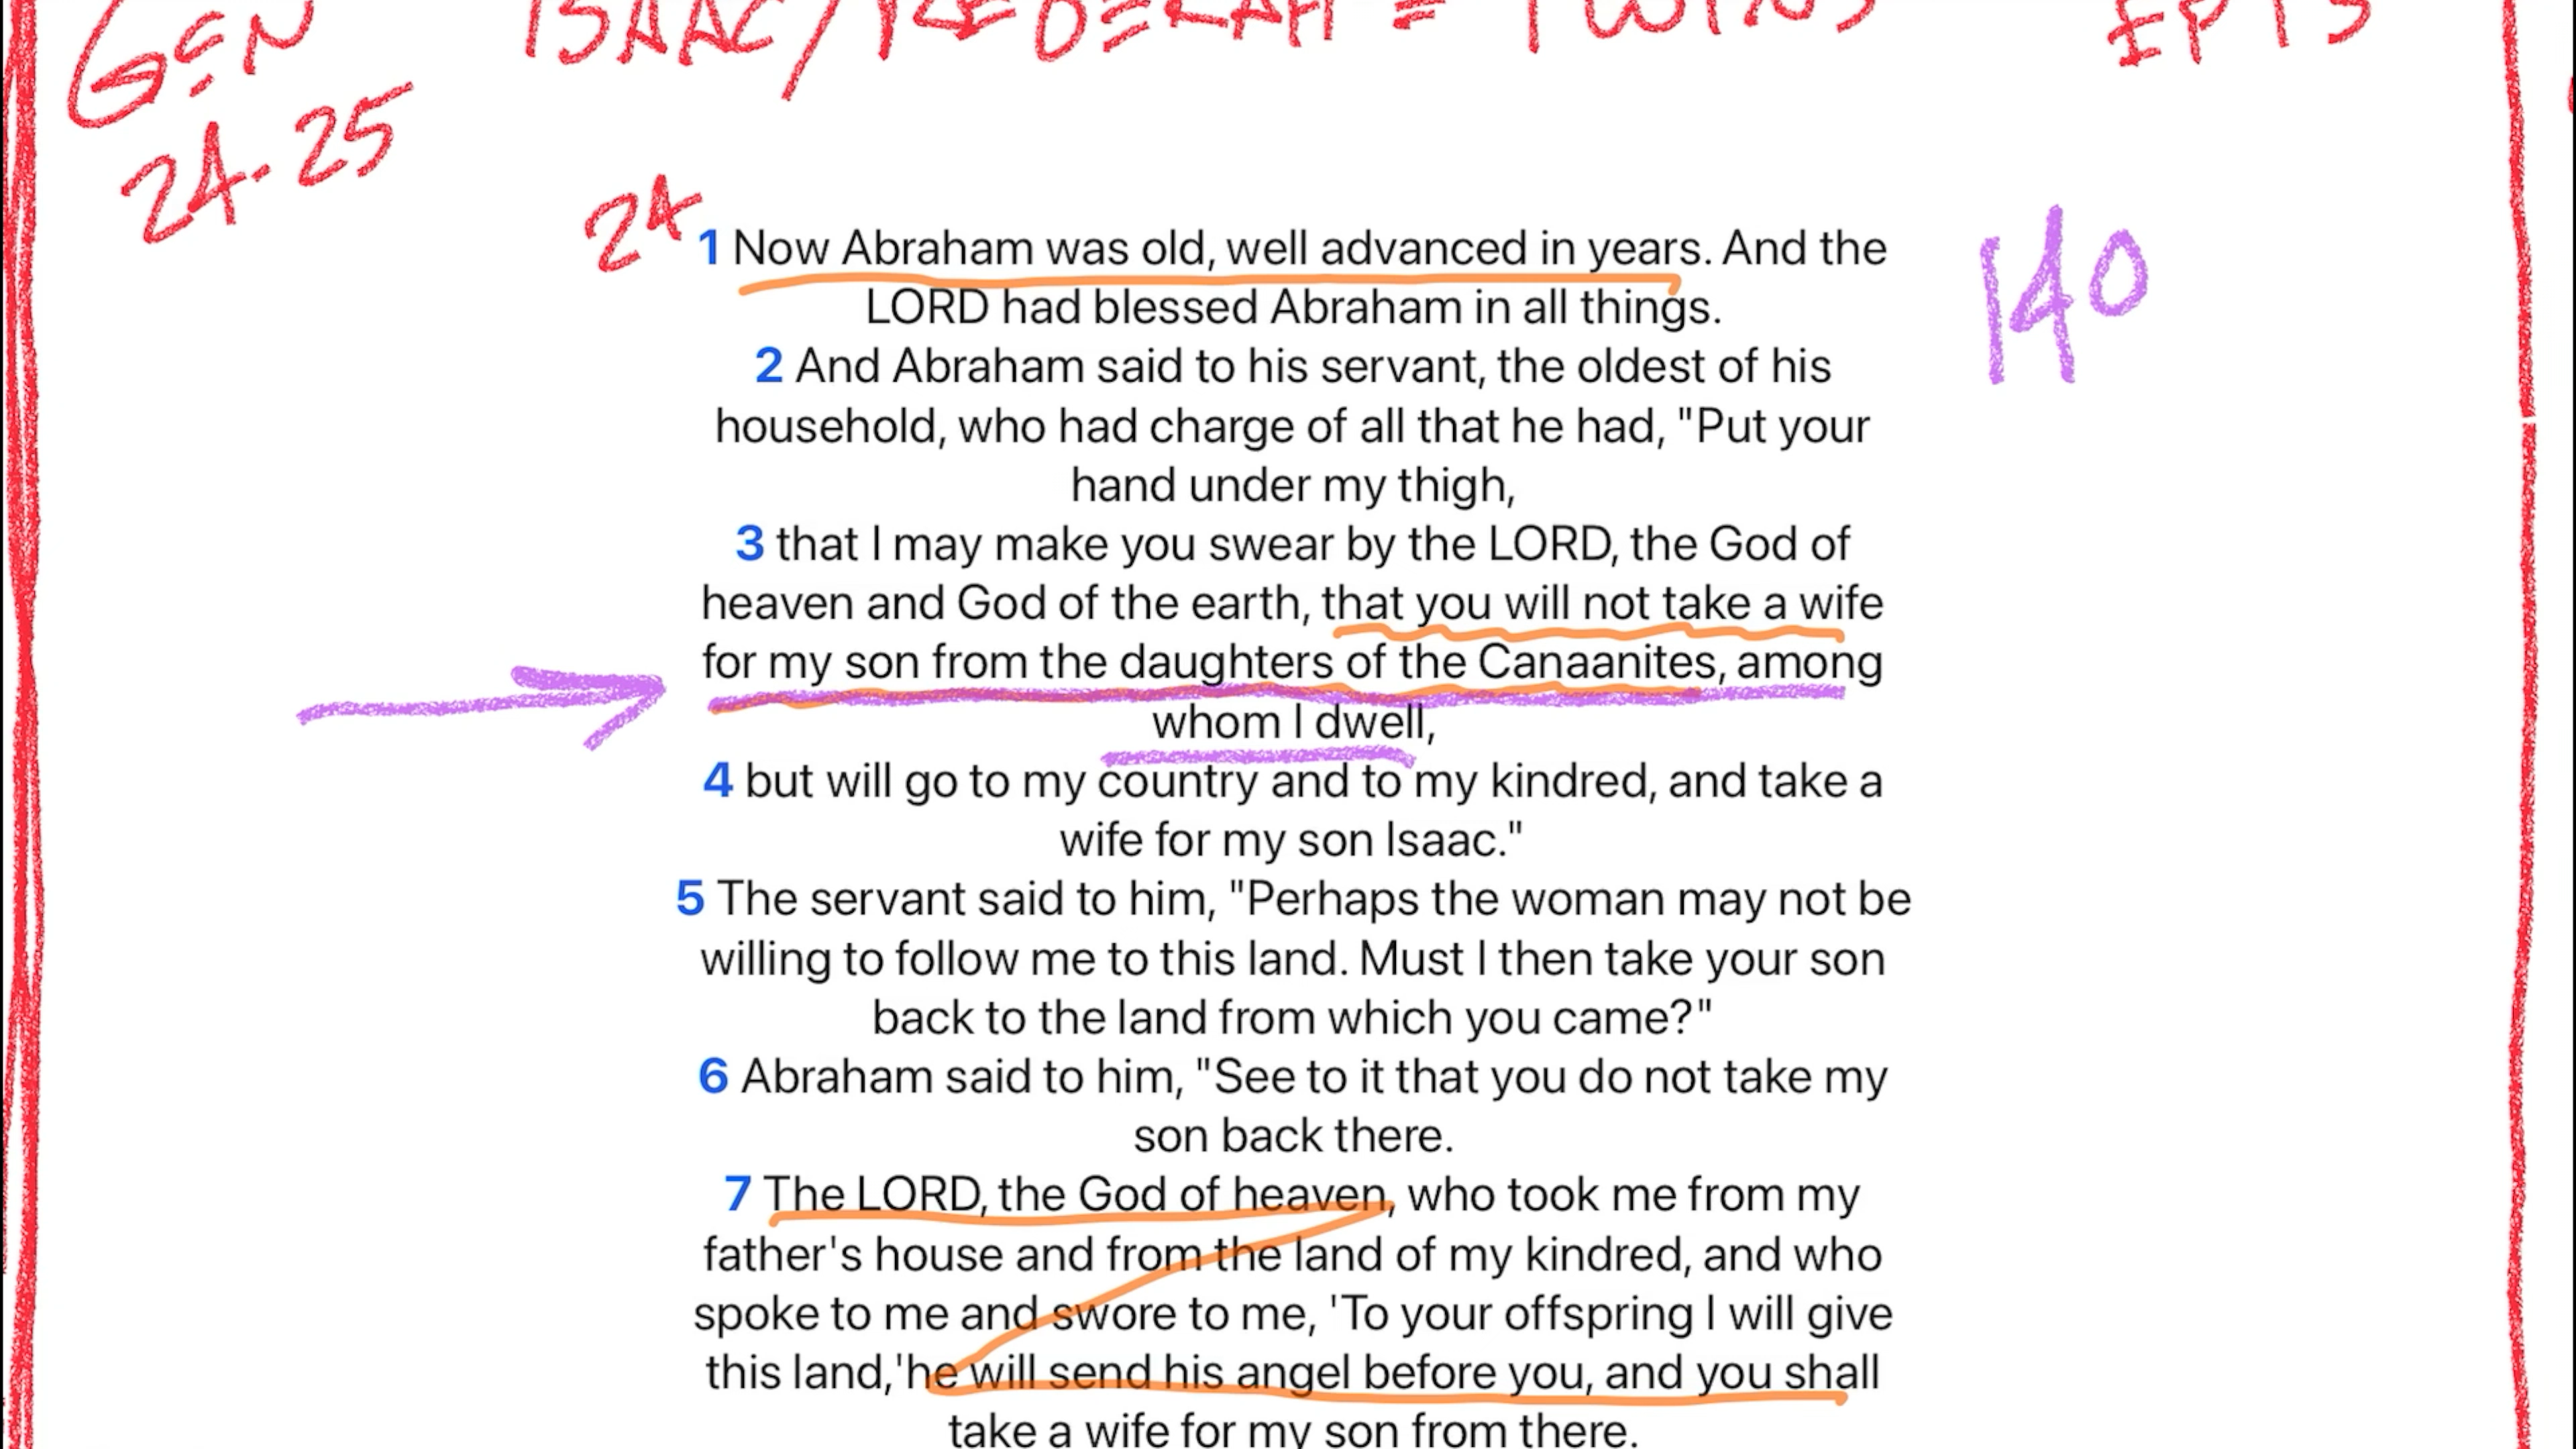 GEN ISAAC/REBEKAH = TWINS EPT3
24-25
24
1 Now Abraham was old, well advanced in years. And the
140
LORD had blessed Abraham in all things.
2 And Abraham said to his servant, the oldest of his
household, who had charge of all that he had, "Put your
hand under my thigh,
3 that I may make you swear by the LORD, the God of
heaven and God of the earth, that you will not take a wife
for my son from the daughters of the Canaanites, among
whom I dwell,
4 but will go to my country and to my kindred, and take a
wife for my son Isaac."
5 The servant said to him, "Perhaps the woman may not be
willing to follow me to this land. Must I then take your son
back to the land from which you came?"
6 Abraham said to him, "See to it that you do not take my
son back there.
7 The LORD, the God of heaven, who took me from my
father's house and from the land of my kindred, and who
spoke to me and swore to me, 'To your offspring I will give
this land,'he will send his angel before you, and you shall
take a wife for my son from there.